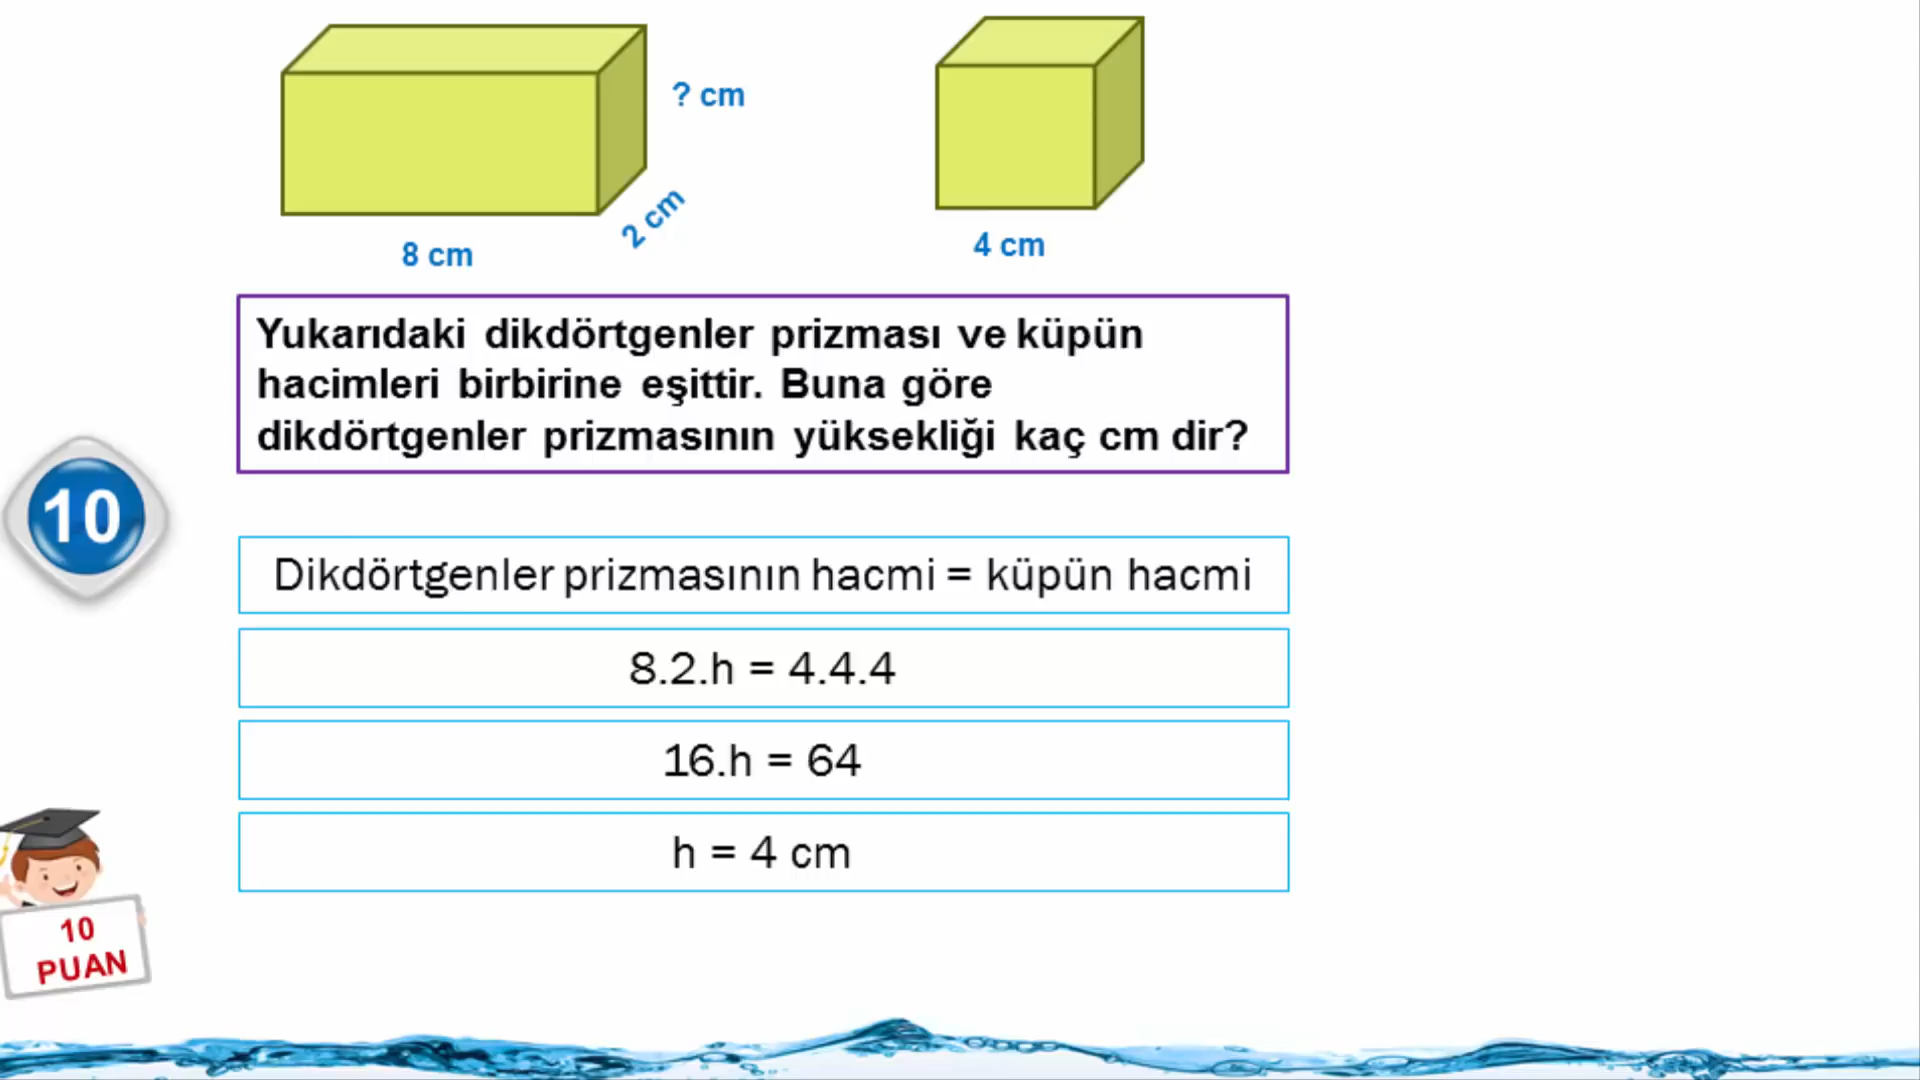 ? cm
2 cm
8 cm
4 cm
Yukarıdaki dikdörtgenler prizması ve küpün
hacimleri birbirine eşittir. Buna göre
dikdörtgenler prizmasının yüksekliği kaç cm dir?
10
Dikdörtgenler prizmasının hacmi = küpün hacmi
8.2.h = 4.4.4
16.h = 64
h = 4 cm
10
PUAN